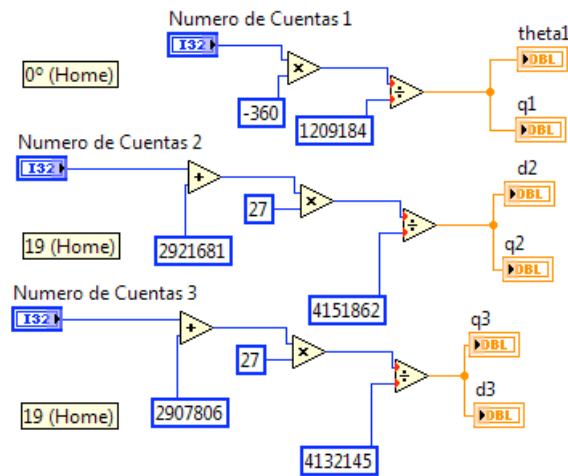 Numero de Cuentas 1
I32
theta1
DBL
0º (Home)
×
÷
-360
1209184
q1
DBL
Numero de Cuentas 2
I32
d2
DBL
+
27
×
÷
19 (Home)
2921681
q2
DBL
4151862
Numero de Cuentas 3
I32
q3
DBL
+
27
×
÷
d3
DBL
19 (Home)
2907806
4132145